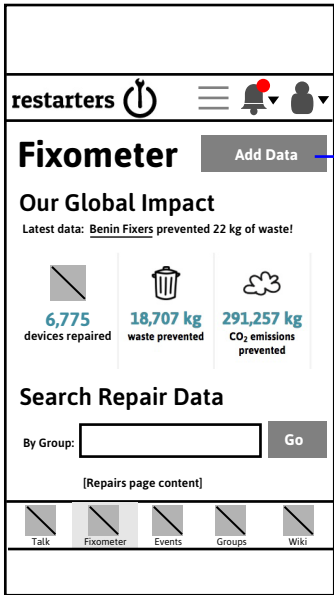 restarters
Fixometer
Add Data
Our Global Impact
Latest data: Benin Fixers prevented 22 kg of waste!
6,775
devices repaired
18,707 kg
waste prevented
291,257 kg
CO₂ emissions
prevented
Search Repair Data
By Group:
Go
[Repairs page content]
Talk
Fixometer
Events
Groups
Wiki